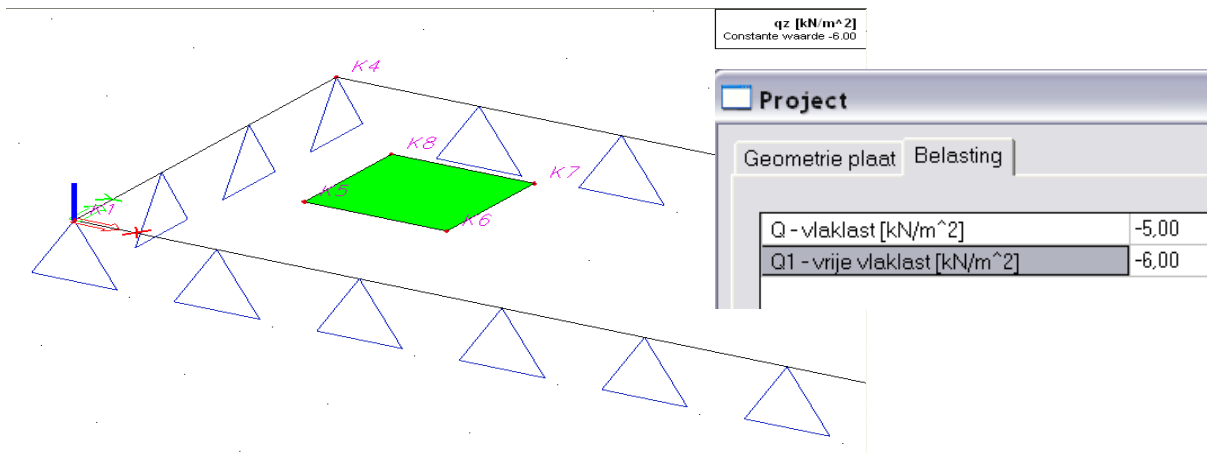 qz [kN/m^2]
Constante waarde -6.00
K4
K8
K7
K5
K6
K1
Project
Geometrie plaat Belasting
Q - vlaklast [kN/m^2] -5,00
Q1 - vrije vlaklast [kN/m^2] -6,00